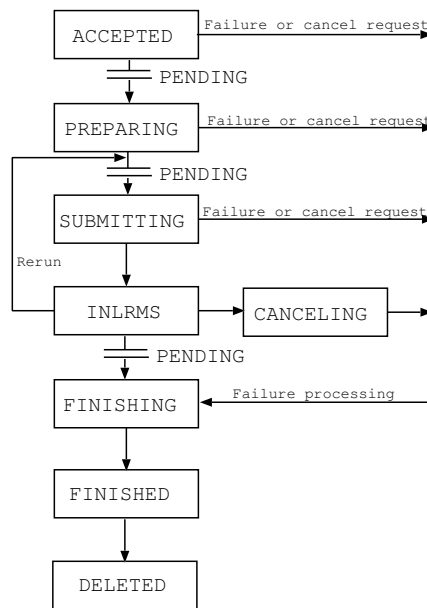 ACCEPTED
Failure or cancel request
PENDING
PREPARING
Failure or cancel request
PENDING
SUBMITTING
Failure or cancel request
Rerun
INLRMS
CANCELING
PENDING
FINISHING
Failure processing
FINISHED
DELETED